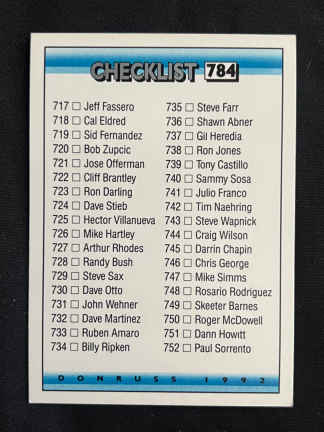 CHECKLIST 784
717 □ Jeff Fassero
718 □ Cal Eldred
719 □ Sid Fernandez
720 □ Bob Zupcic
721 □ Jose Offerman
722 □ Cliff Brantley
723 □ Ron Darling
724 □ Dave Stieb
725 □ Hector Villanueva
726 □ Mike Hartley
727 □ Arthur Rhodes
728 □ Randy Bush
729 □ Steve Sax
730 □ Dave Otto
731 □ John Wehner
732 □ Dave Martinez
733 □ Ruben Amaro
734 □ Billy Ripken
735 □ Steve Farr
736 □ Shawn Abner
737 □ Gil Heredia
738 □ Ron Jones
739 □ Tony Castillo
740 □ Sammy Sosa
741 □ Julio Franco
742 □ Tim Naehring
743 □ Steve Wapnick
744 □ Craig Wilson
745 □ Darrin Chapin
746 □ Chris George
747 □ Mike Simms
748 □ Rosario Rodriguez
749 □ Skeeter Barnes
750 □ Roger McDowell
751 □ Dann Howitt
752 □ Paul Sorrento
DONRUSS 1992